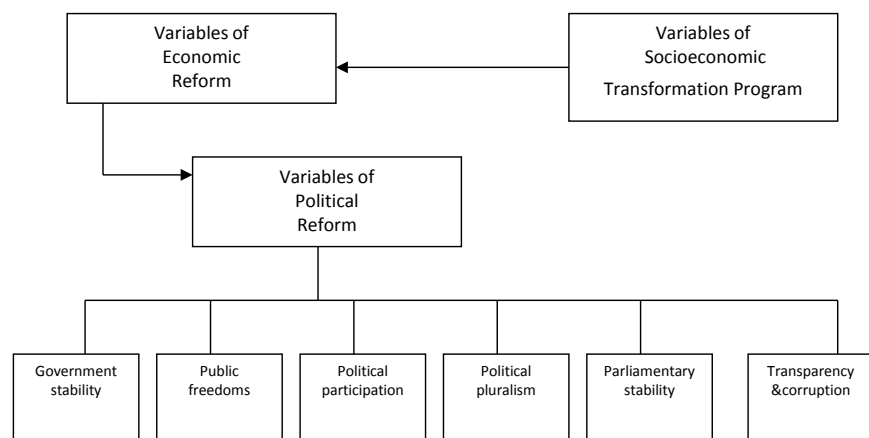 Variables of
Economic
Reform
Variables of
Socioeconomic
Transformation Program
Variables of
Political
Reform
Government
stability
Public
freedoms
Political
participation
Political
pluralism
Parliamentary
stability
Transparency
&corruption